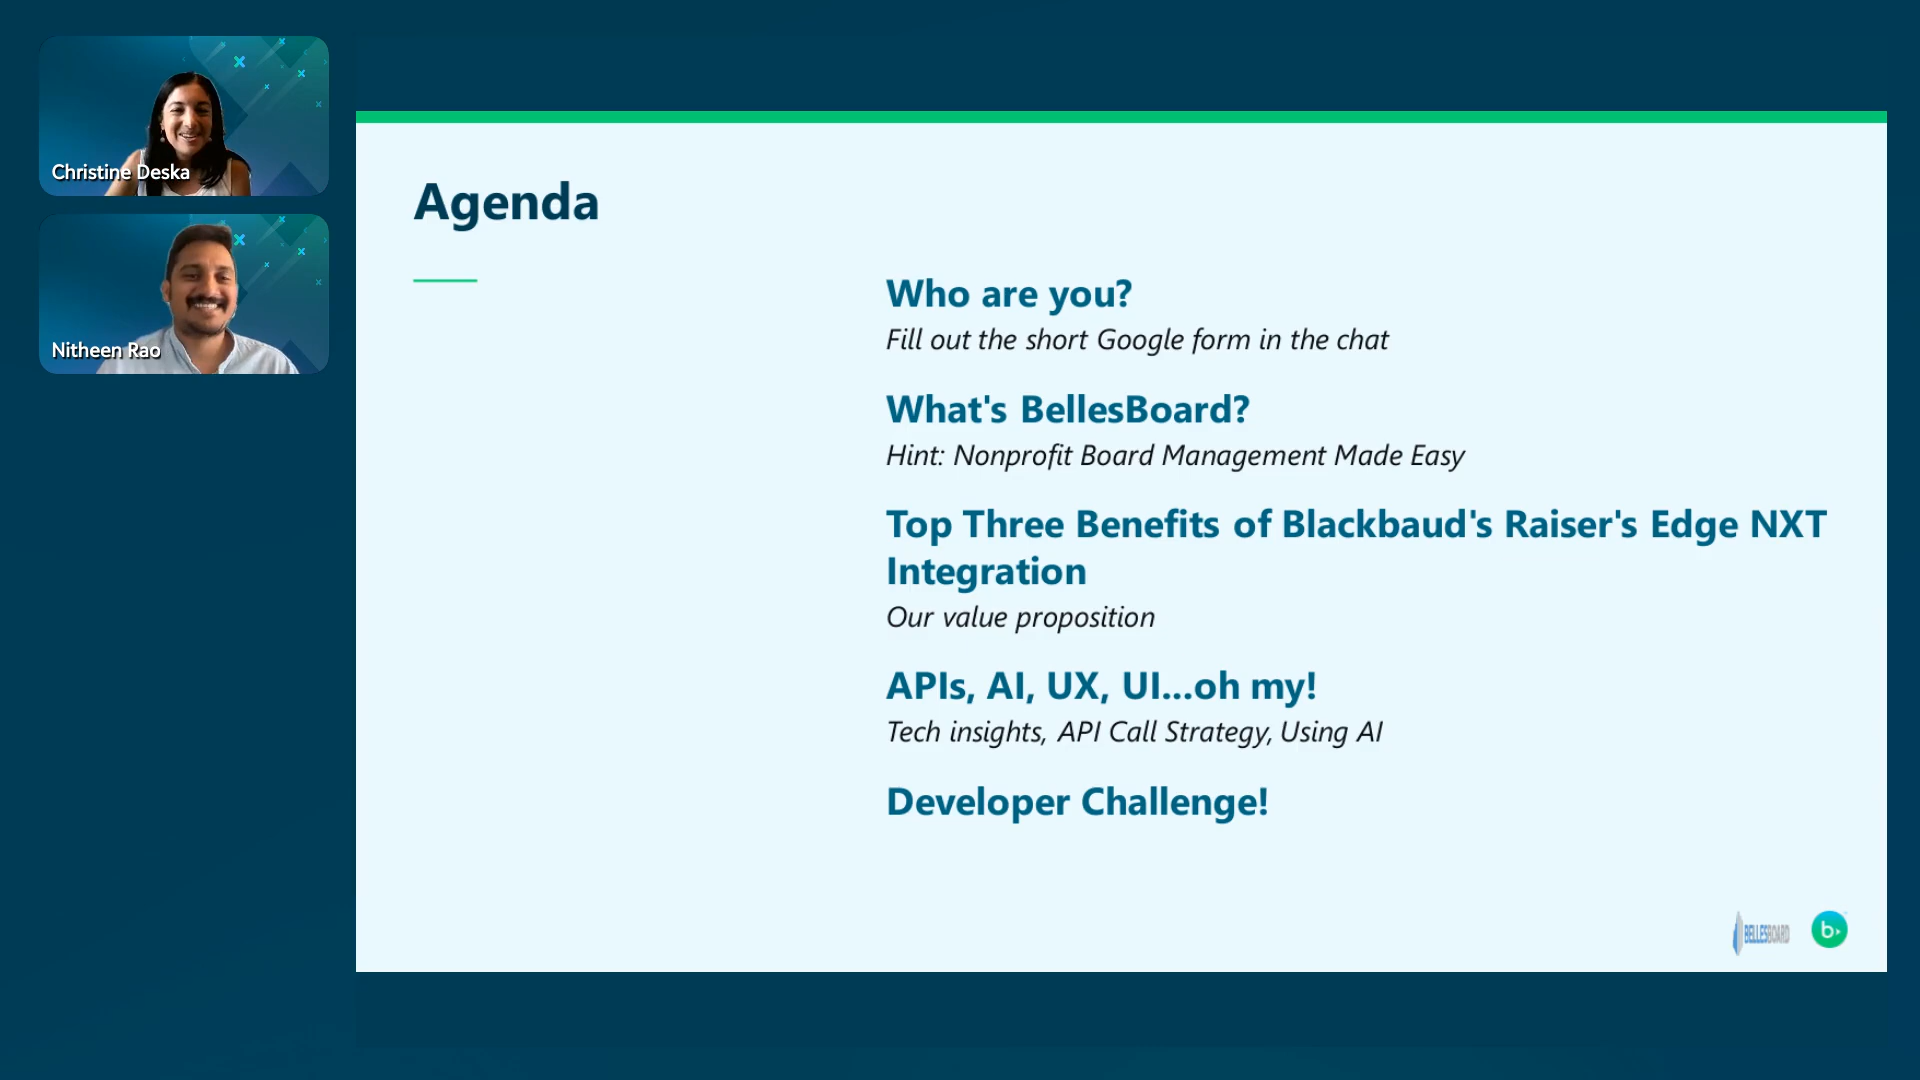 Christine Deska
Nitheen Rao
Agenda
Who are you?
Fill out the short Google form in the chat
What's BellesBoard?
Hint: Nonprofit Board Management Made Easy
Top Three Benefits of Blackbaud's Raiser's Edge NXT
Integration
Our value proposition
APIs, AI, UX, UI...oh my!
Tech insights, API Call Strategy, Using AI
Developer Challenge!
BELLESBOARD
b